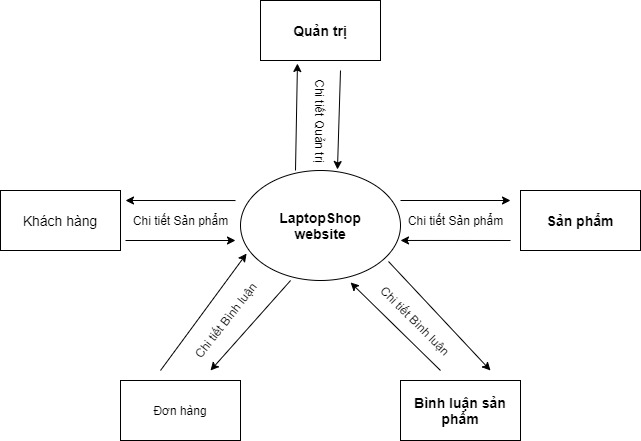 Quản trị
Chi tiết Quản trị
Khách hàng
Chi tiết Sản phẩm
LaptopShop
website
Chi tiết Sản phẩm
Sản phẩm
Chi tiết Bình luận
Chi tiết Bình luận
Đơn hàng
Bình luận sản
phẩm